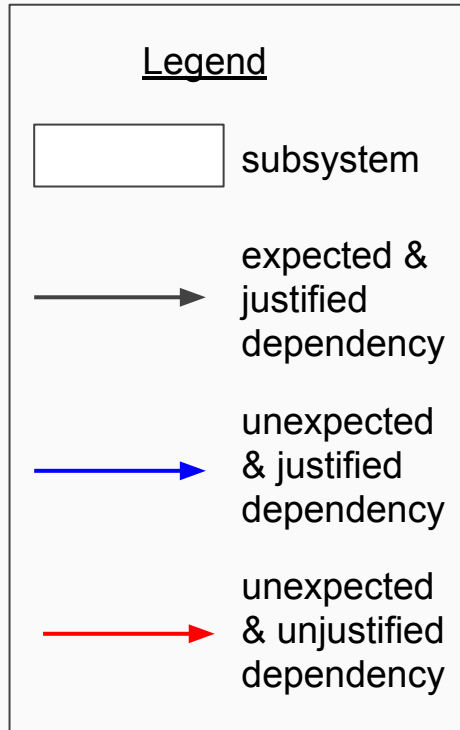 Legend
subsystem
expected &
justified
dependency
unexpected
& justified
dependency
unexpected
& unjustified
dependency